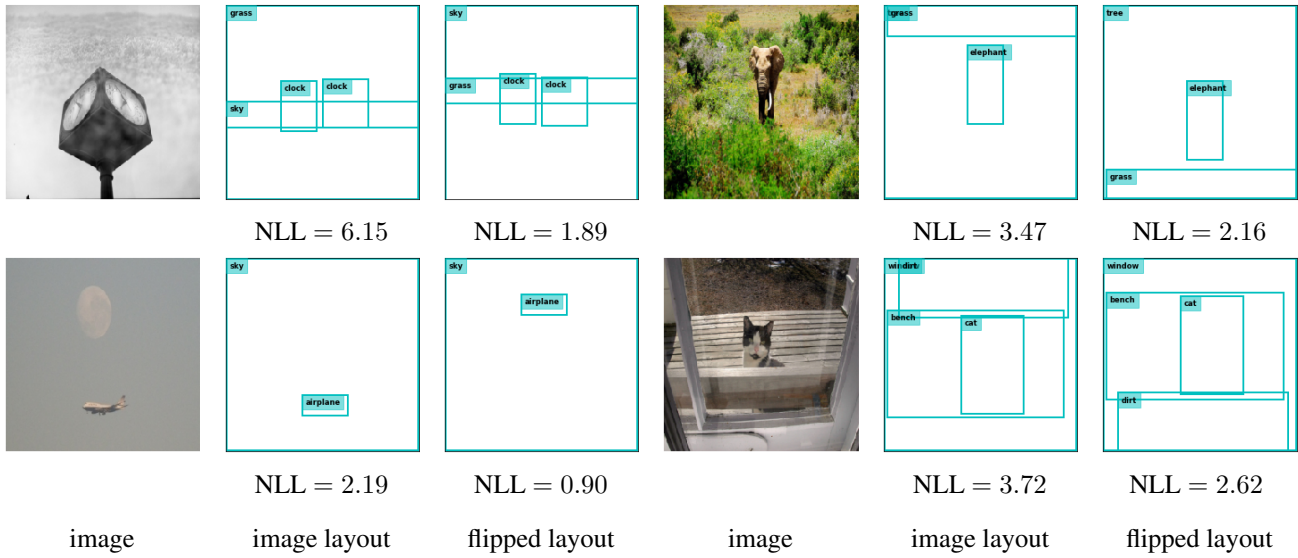 grass
clock
clock
sky
sky
clock
clock
grass
grass
elephant
tree
elephant
grass
NLL = 6.15
NLL = 1.89
NLL = 3.47
NLL = 2.16
sky
airplane
sky
airplane
bench
cat
window
bench
cat
dirt
NLL = 2.19
NLL = 0.90
NLL = 3.72
NLL = 2.62
image
image layout
flipped layout
image
image layout
flipped layout